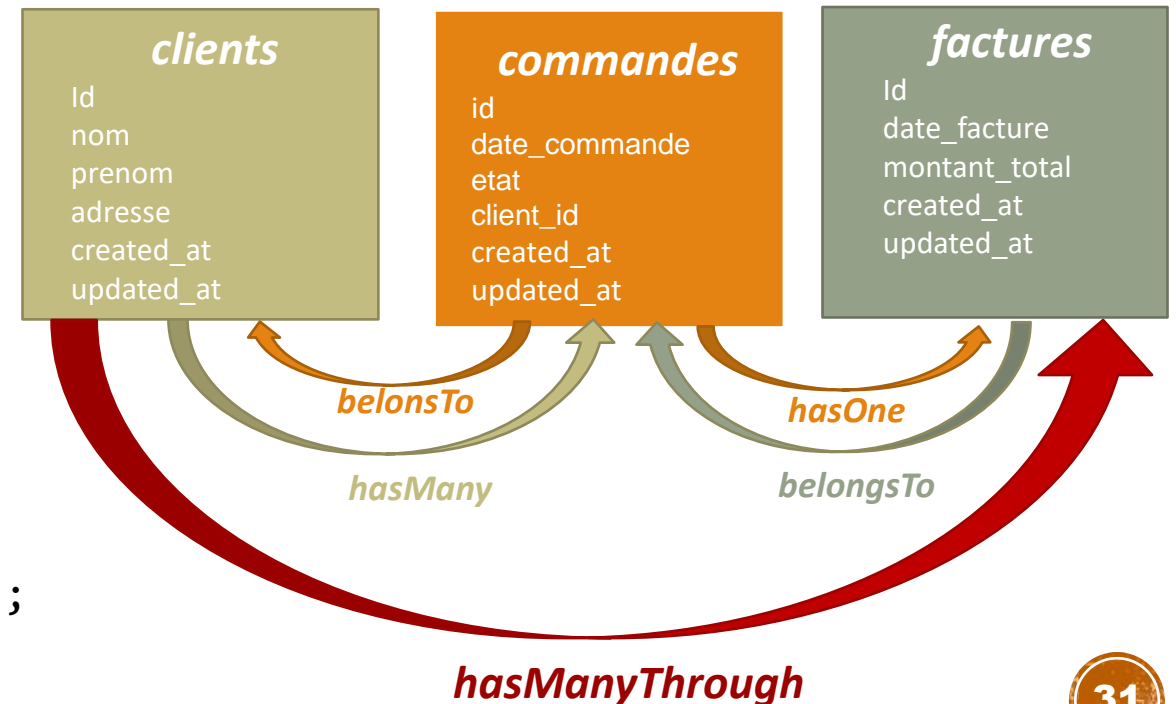 clients
Id
nom
prenom
adresse
created_at
updated_at
commandes
id
date_commande
etat
client_id
created_at
updated_at
factures
Id
date_facture
montant_total
created_at
updated_at
belonsTo
hasOne
hasMany
belongsTo
;
hasManyThrough
31